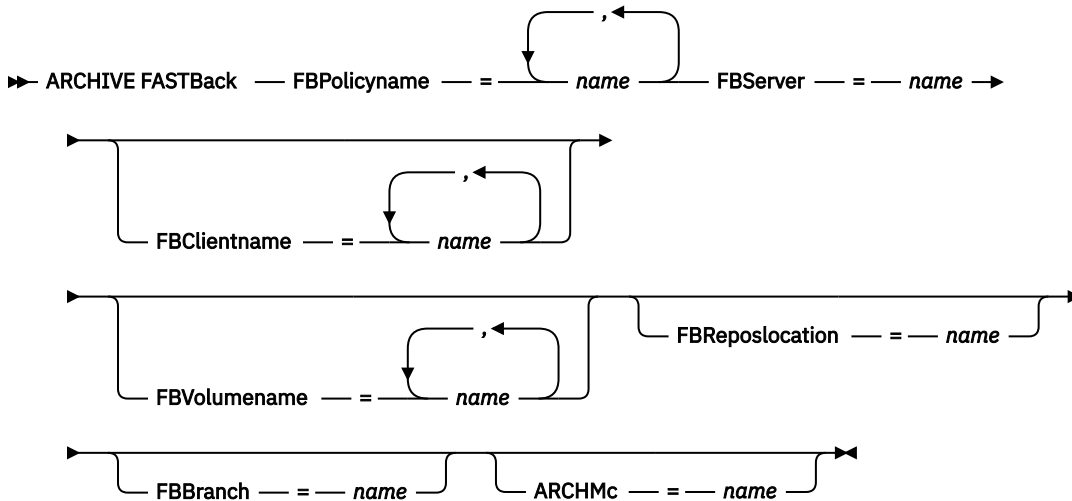 ,
ARCHIVE FASTBack — FBPolicyname — = — name — FBServer — = — name
,
FBClientname — = — name
,
FBReposlocation — = — name
FBVolumename — = — name
FBBranch — = — name ARCHMc — = — name